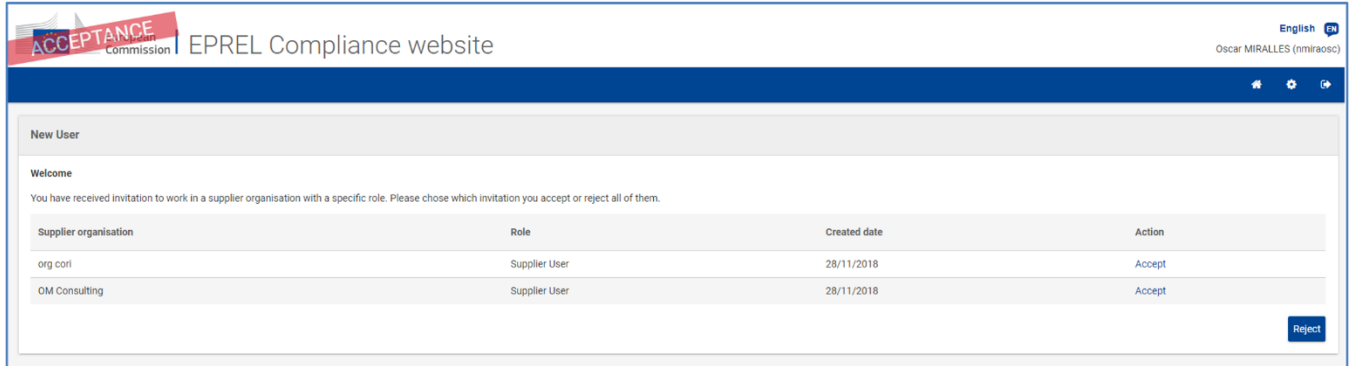 ACCEPTANCE
European
Commission
EPREL Compliance website
English EN
Oscar MIRALLES (nmiraosc)
New User
Welcome
You have received invitation to work in a supplier organisation with a specific role. Please chose which invitation you accept or reject all of them.
Supplier organisation Role Created date Action
org cori Supplier User 28/11/2018 Accept
OM Consulting Supplier User 28/11/2018 Accept
Reject